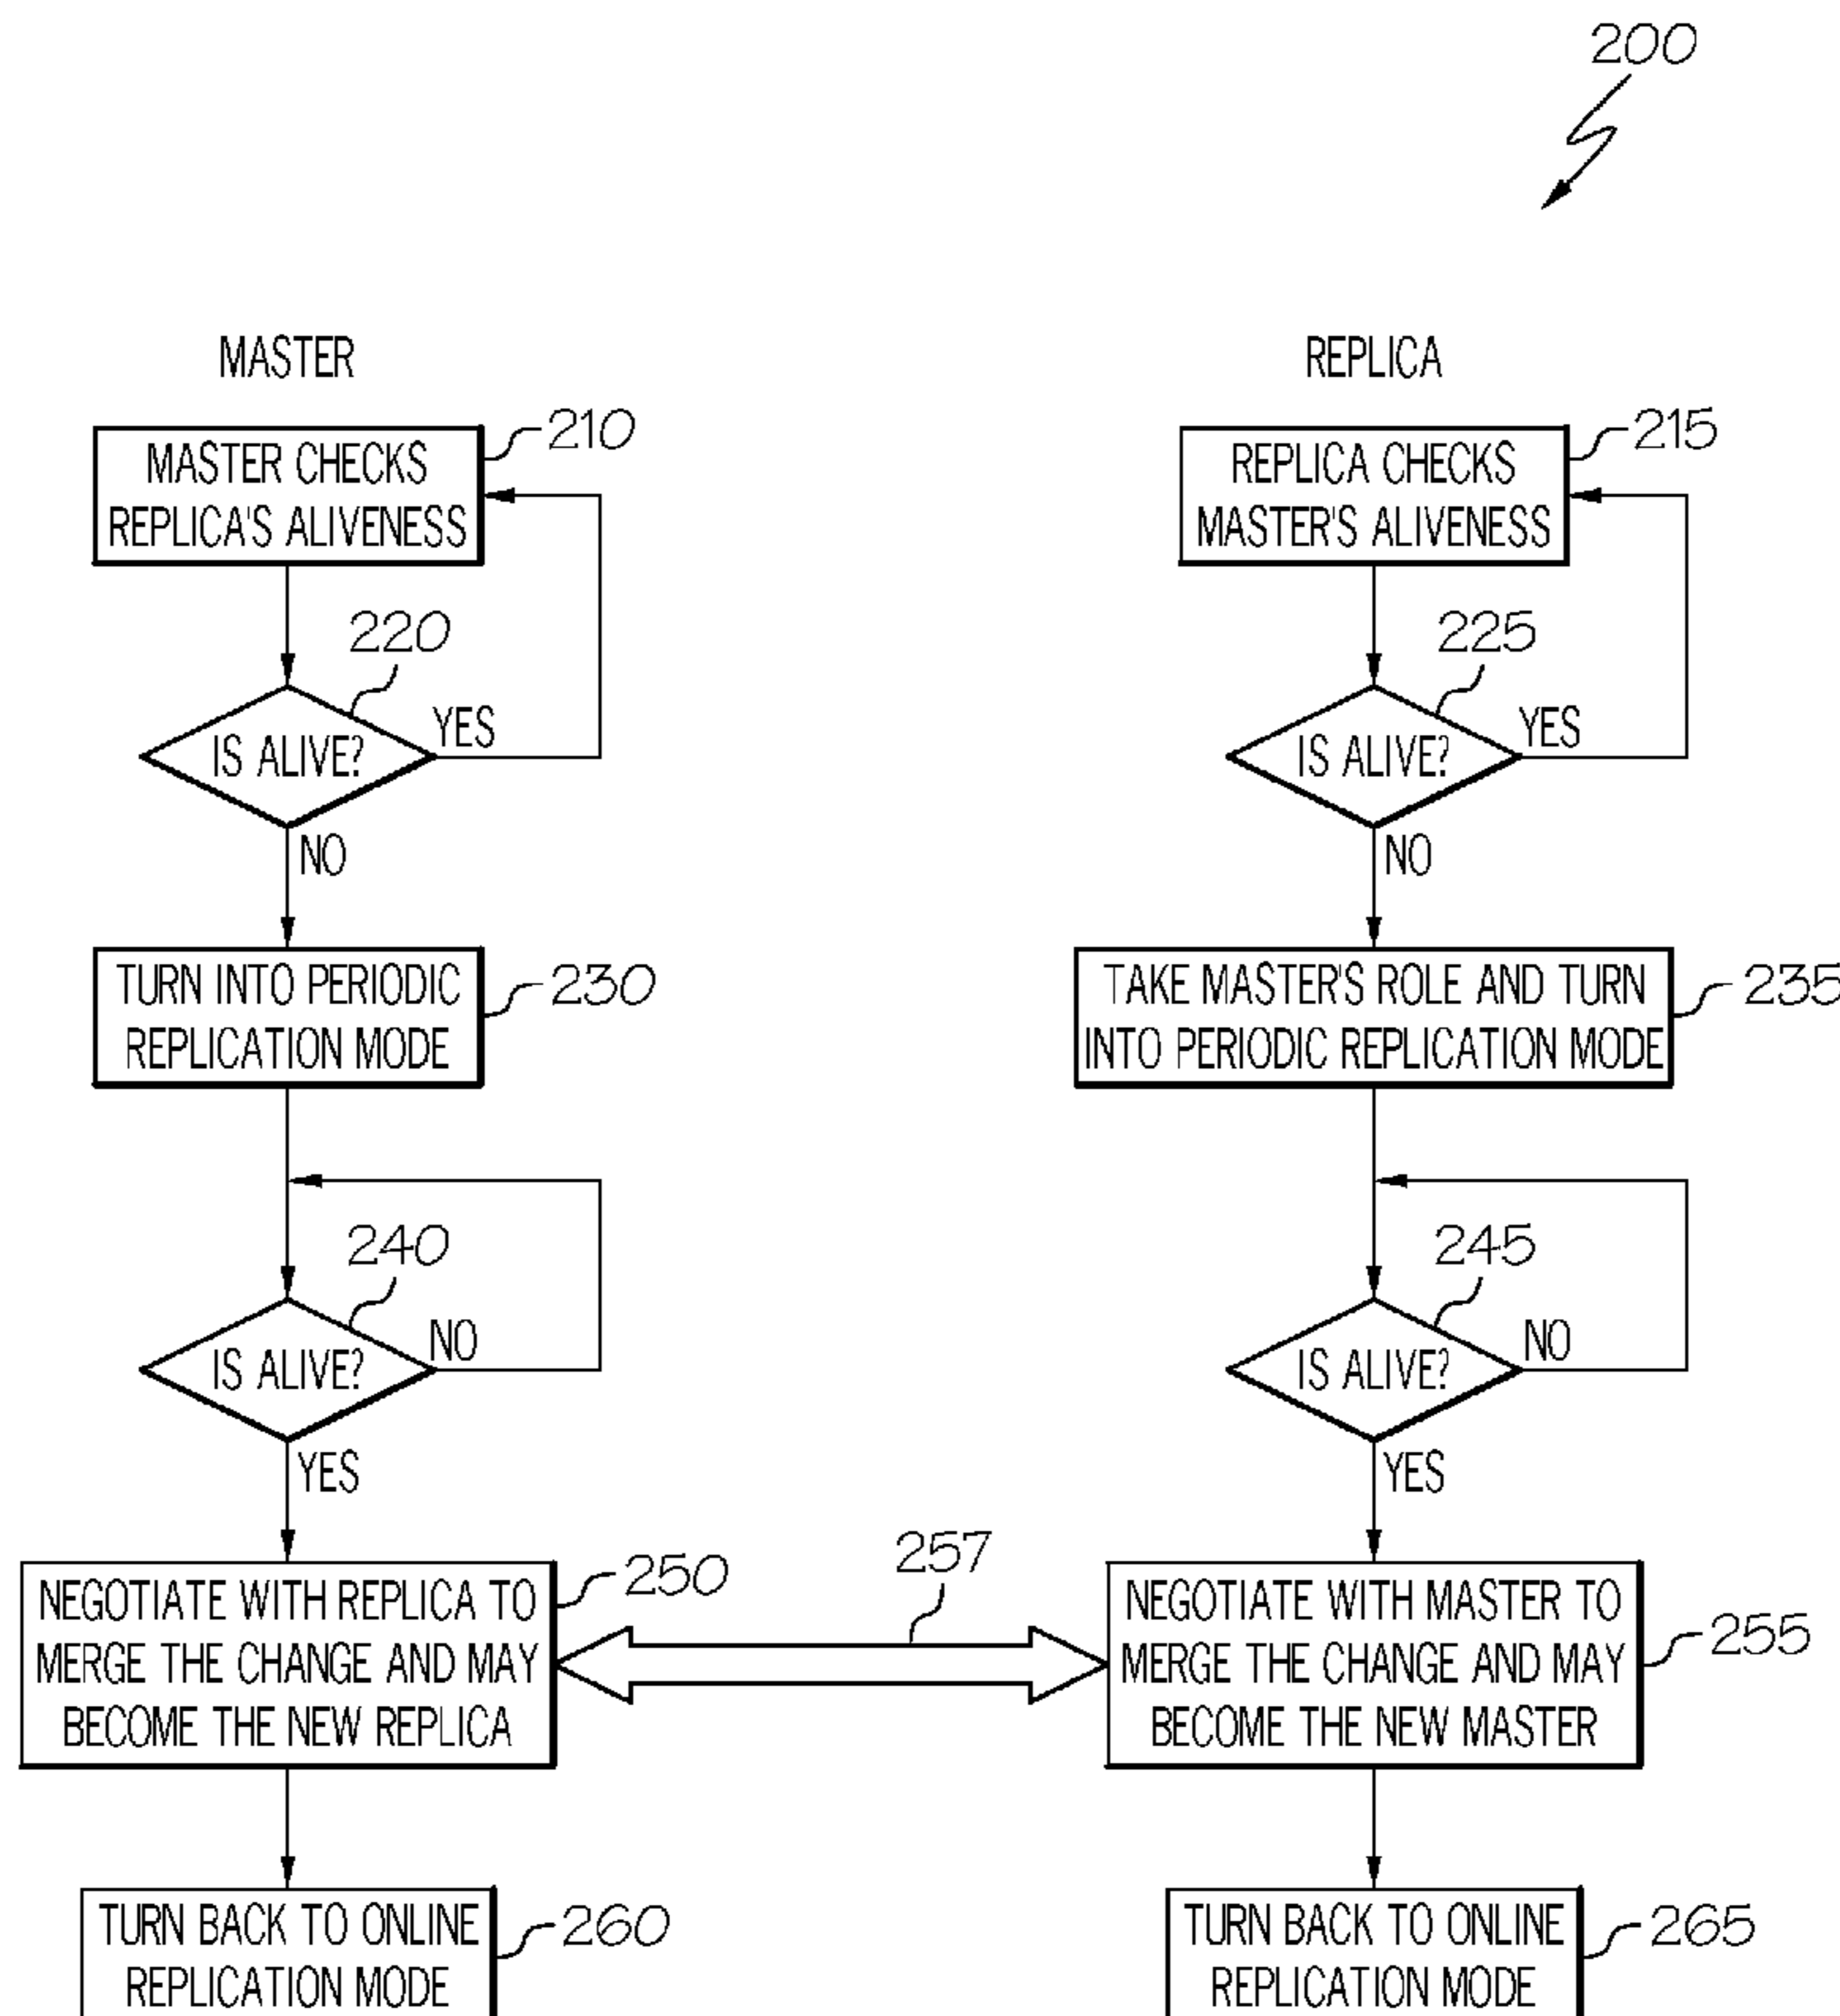 200
MASTER
REPLICA
210
MASTER CHECKS
REPLICA'S ALIVENESS
215
REPLICA CHECKS
MASTER'S ALIVENESS
220
IS ALIVE?
YES
NO
225
IS ALIVE?
YES
NO
TURN INTO PERIODIC
REPLICATION MODE
230
TAKE MASTER'S ROLE AND TURN
INTO PERIODIC REPLICATION MODE
235
240
IS ALIVE?
NO
YES
245
IS ALIVE?
NO
YES
NEGOTIATE WITH REPLICA TO
MERGE THE CHANGE AND MAY
BECOME THE NEW REPLICA
250
257
NEGOTIATE WITH MASTER TO
MERGE THE CHANGE AND MAY
BECOME THE NEW MASTER
255
TURN BACK TO ONLINE
REPLICATION MODE
260
TURN BACK TO ONLINE
REPLICATION MODE
265